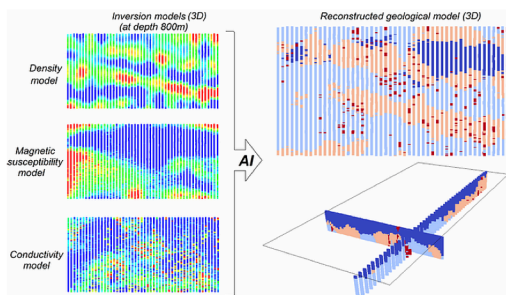 Inversion models (3D)
(at depth 800m)
Density
model
Magnetic
susceptibility
model
Conductivity
model
AI
Reconstructed geological model (3D)